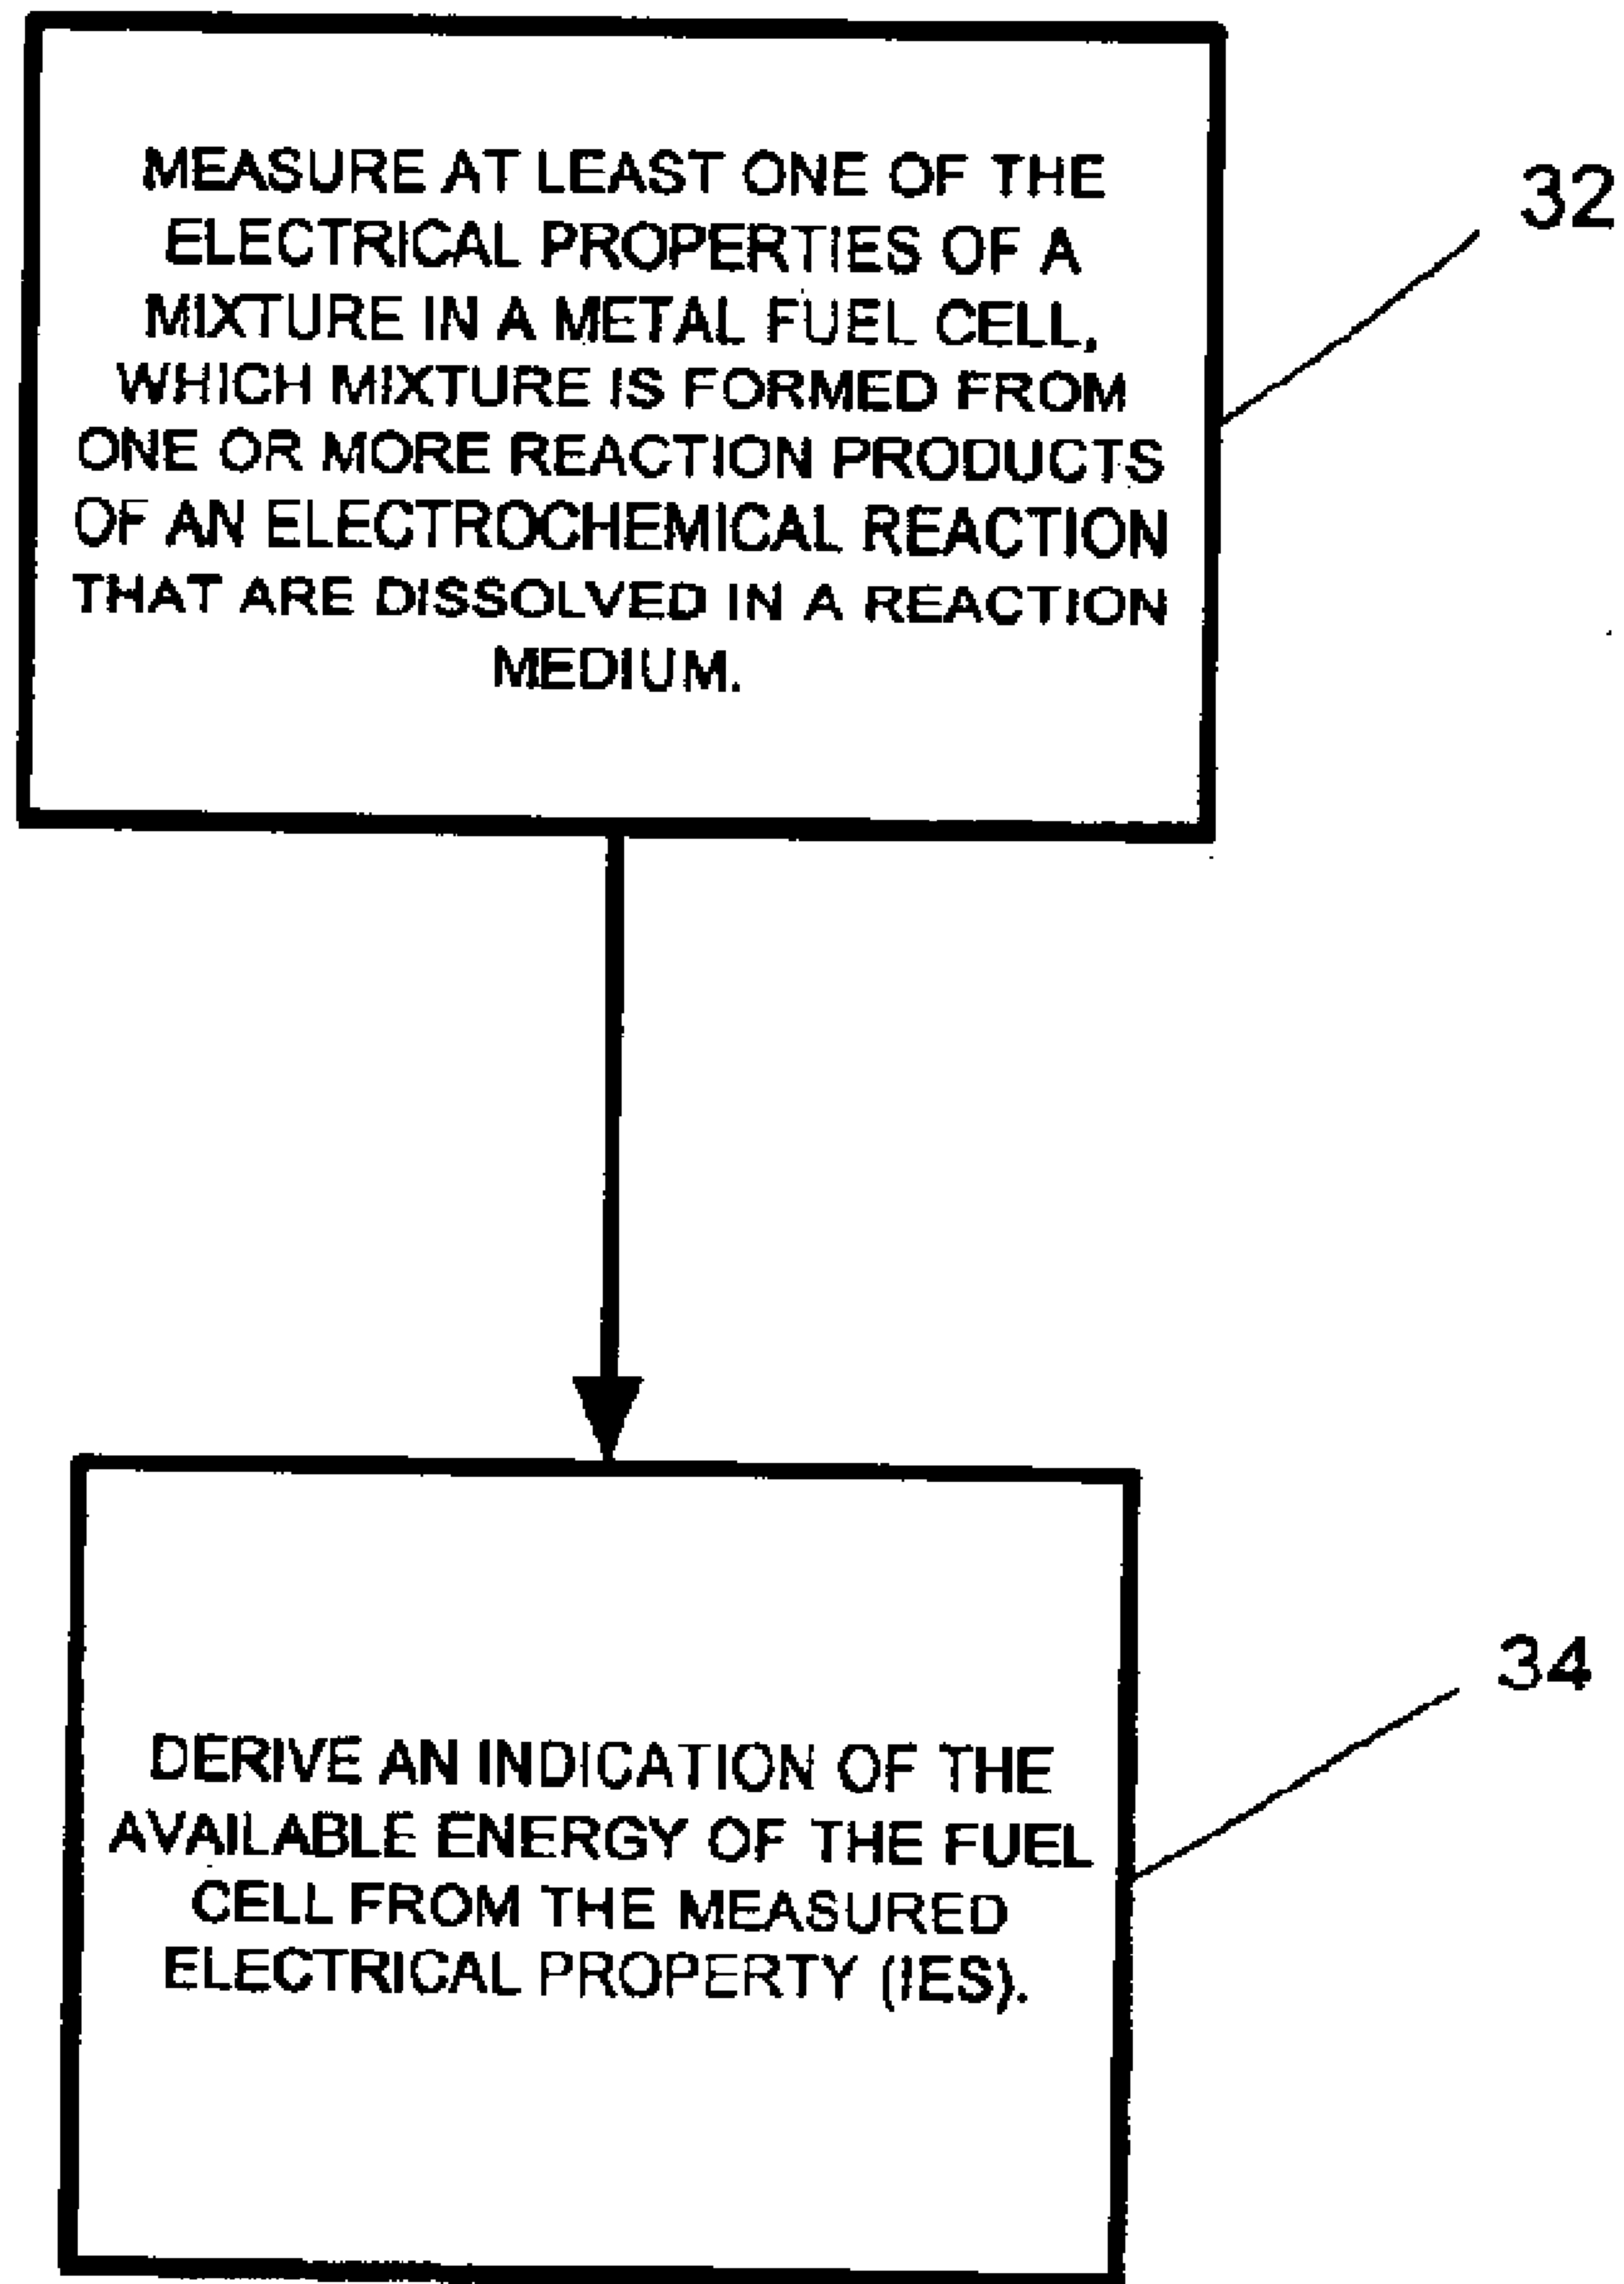 MEASURE AT LEAST ONE OF THE
ELECTRICAL PROPERTIES OF A
MIXTURE IN A METAL FUEL CELL,
WHICH MIXTURE IS FORMED FROM
ONE OR MORE REACTION PRODUCTS
OF AN ELECTROCHEMICAL REACTION
THAT ARE DISSOLVED IN A REACTION
MEDIUM.
32
DERIVE AN INDICATION OF THE
AVAILABLE ENERGY OF THE FUEL
CELL FROM THE MEASURED
ELECTRICAL PROPERTY (IES).
34